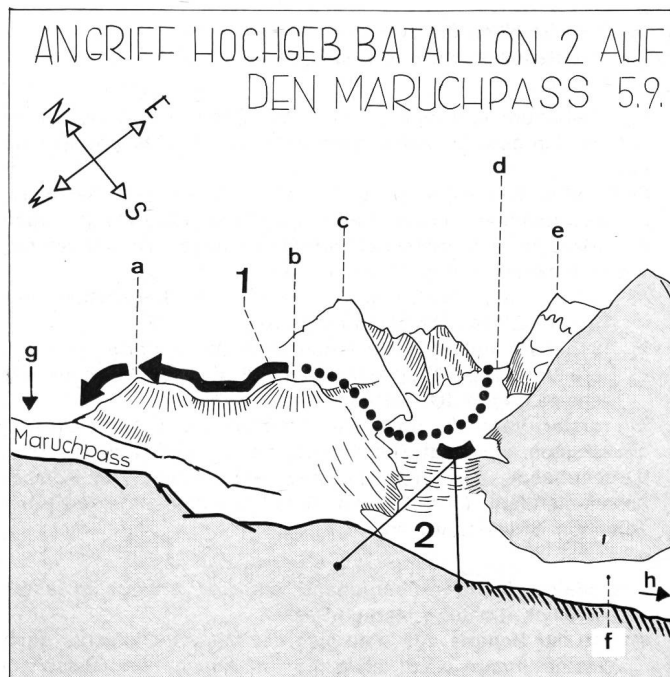 ANGRIFF HOCHGEB BATAILLON 2 AUF
DEN MARUCHPASS 5.9.
N E
W S
d
c e
b
1
a
g
Maruchpass
2
h
f